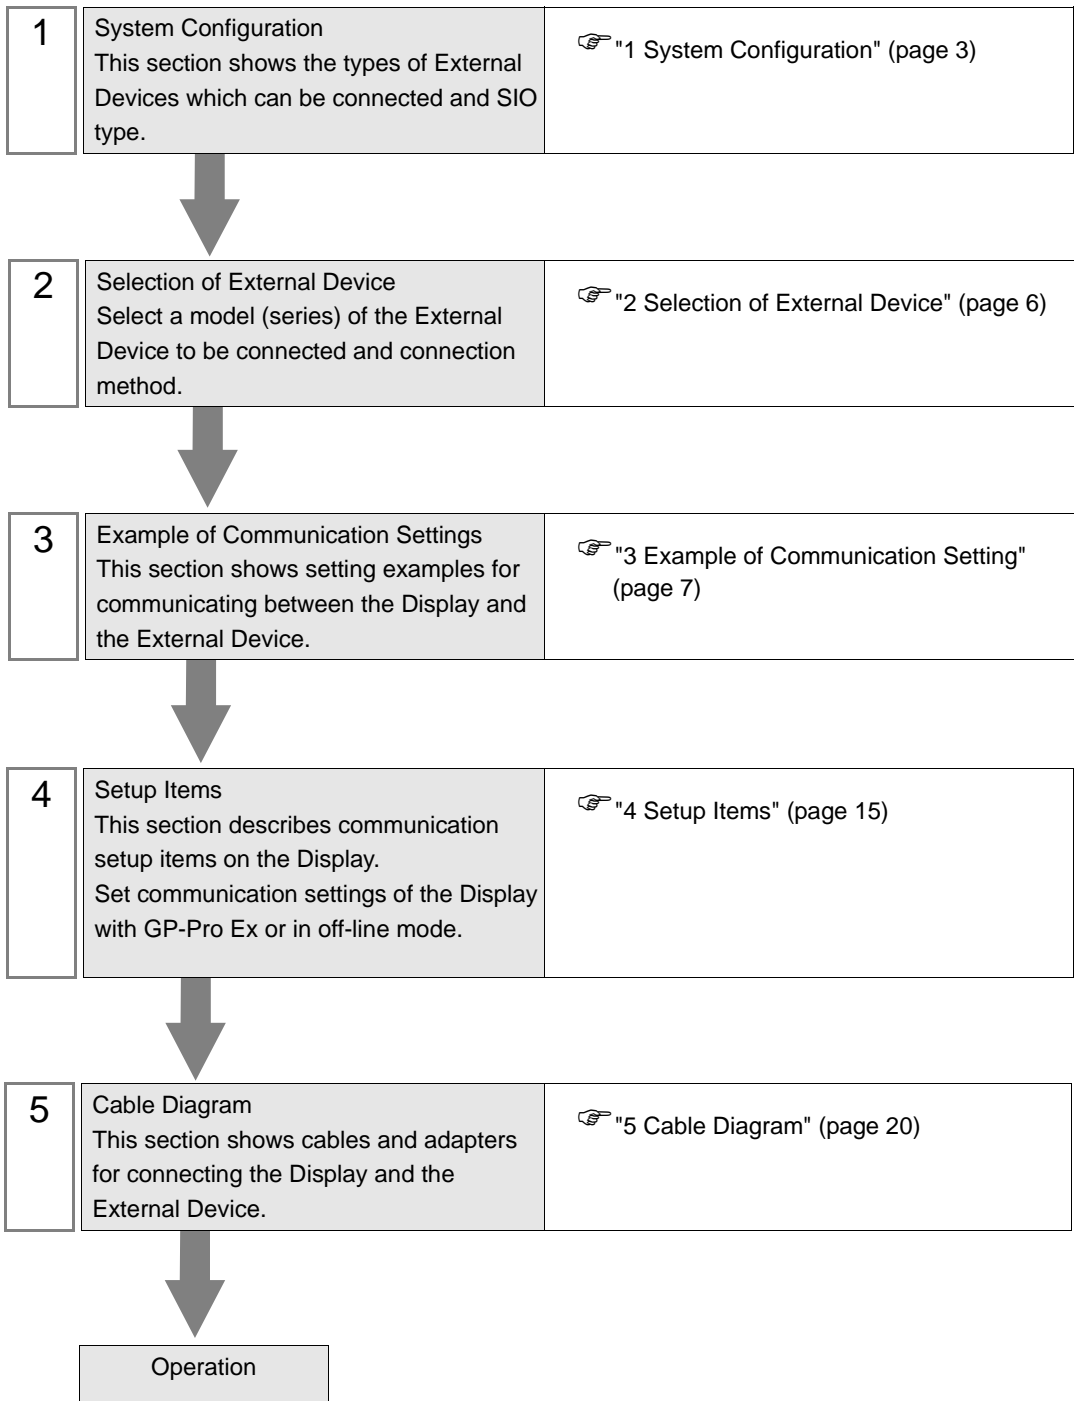 1
System Configuration
This section shows the types of External
Devices which can be connected and SIO
type.
"1 System Configuration" (page 3)
2
Selection of External Device
Select a model (series) of the External
Device to be connected and connection
method.
"2 Selection of External Device" (page 6)
3
Example of Communication Settings
This section shows setting examples for
communicating between the Display and
the External Device.
"3 Example of Communication Setting"
(page 7)
4
Setup Items
This section describes communication
setup items on the Display.
Set communication settings of the Display
with GP-Pro Ex or in off-line mode.
"4 Setup Items" (page 15)
5
Cable Diagram
This section shows cables and adapters
for connecting the Display and the
External Device.
"5 Cable Diagram" (page 20)
Operation